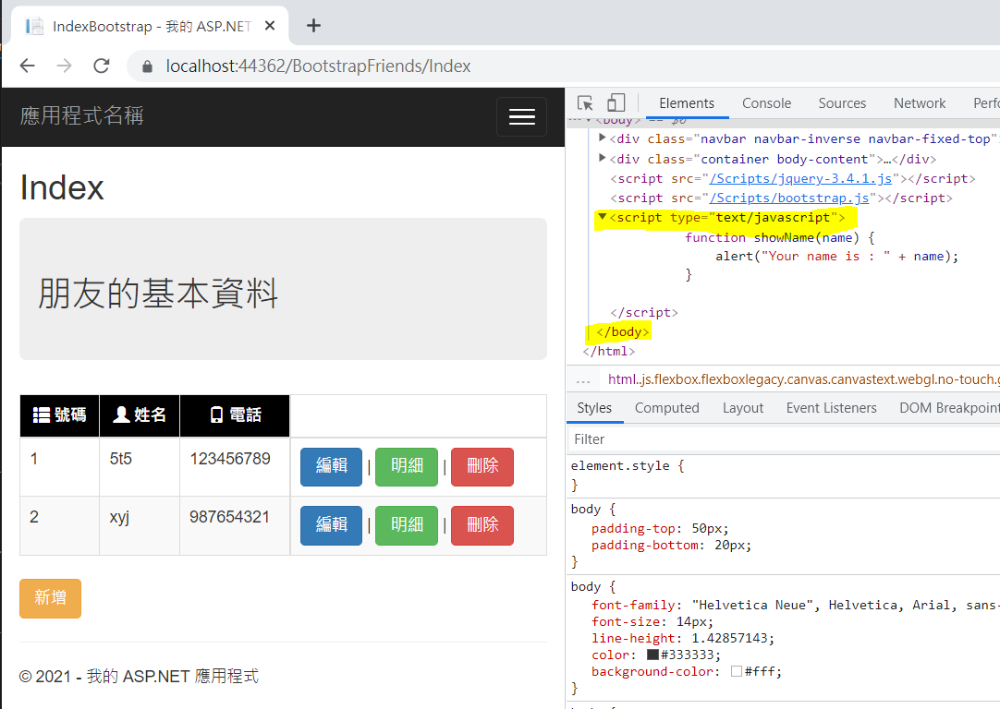 IndexBootstrap - 我的 ASP.NET
localhost:44362/BootstrapFriends/Index
應用程式名稱
Index
朋友的基本資料
號碼 姓名 電話
1 5t5 123456789 編輯 | 明細 | 刪除
2 xyj 987654321 編輯 | 明細 | 刪除
新增
© 2021 - 我的 ASP.NET 應用程式
Elements Console Sources Network
<body> == $0
<div class="navbar navbar-inverse navbar-fixed-top"
<div class="container body-content">…</div>
<script src="/Scripts/jquery-3.4.1.js"></script>
<script src="/Scripts/bootstrap.js"></script>
<script type="text/javascript">
function showName(name) {
alert("Your name is : " + name);
}
</script>
</body>
</html>
... html.js.flexbox.flexboxlegacy.canvas.canvastext.webgl.no-touch.g
Styles Computed Layout Event Listeners DOM Breakpoint
Filter
element.style {
}
body {
padding-top: 50px;
padding-bottom: 20px;
}
body {
font-family: "Helvetica Neue", Helvetica, Arial, sans-
font-size: 14px;
line-height: 1.42857143;
color: #333333;
background-color: #fff;
}